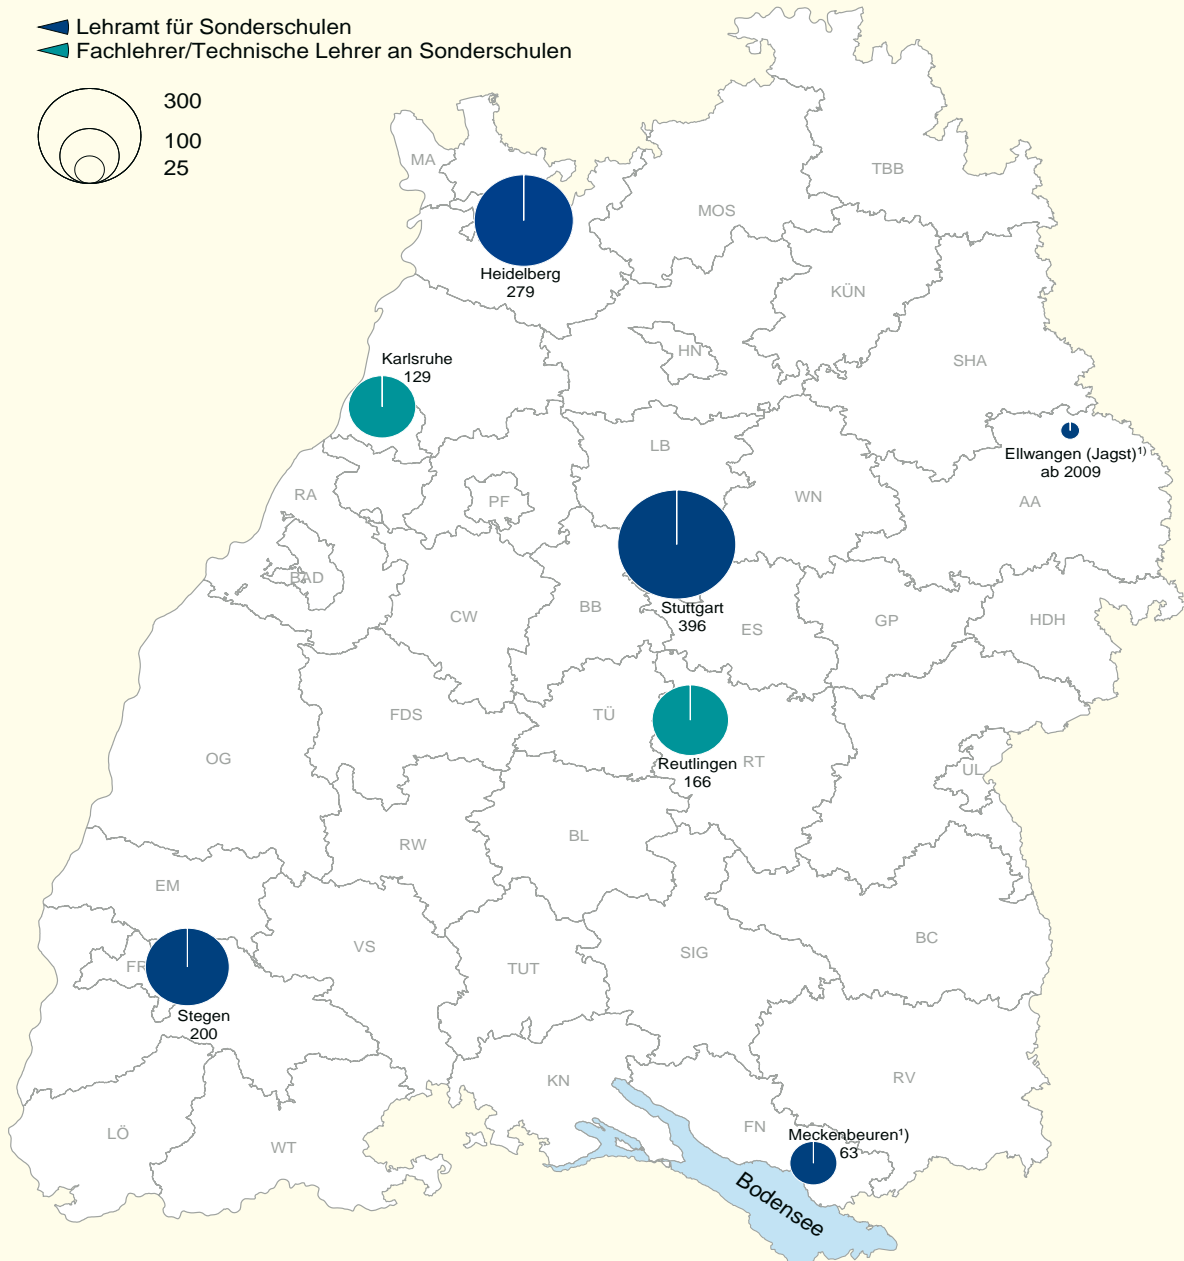 Lehramt für Sonderschulen
Fachlehrer/Technische Lehrer an Sonderschulen
300
100
25
MA
TBB
MOS
Heidelberg
279
KÜN
HN
SHA
Karlsruhe
129
LB
Ellwangen (Jagst)¹⁾
ab 2009
RA
PF
WN
AA
BAD
CW
BB
Stuttgart
396
ES
GP
HDH
FDS
TÜ
OG
Reutlingen
166
RT
UL
RW
BL
EM
VS
BC
FR
TUT
SIG
Stegen
200
KN
RV
LÖ
WT
FN
Meckenbeuren¹)
63
Bodensee